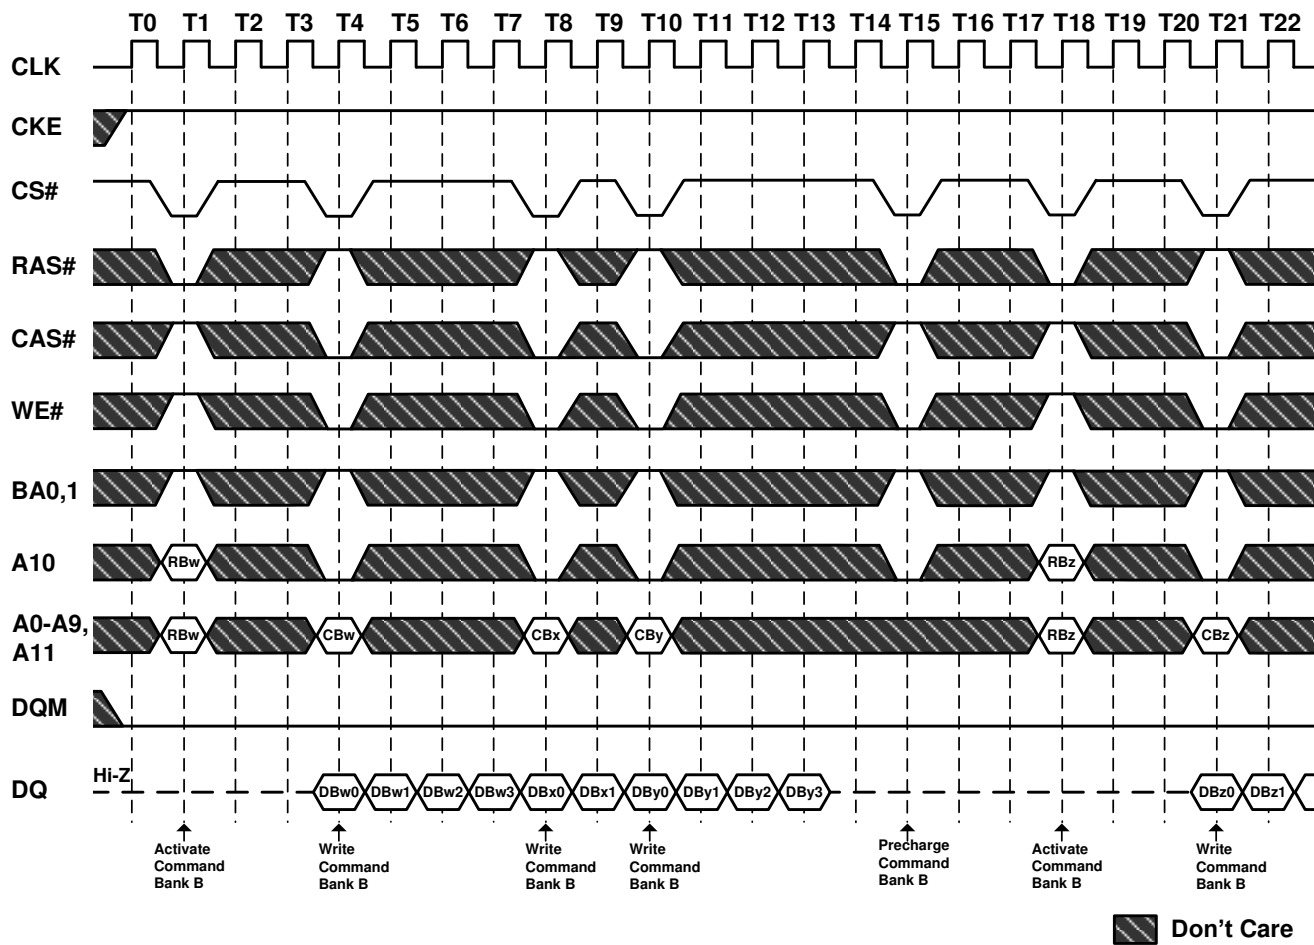 T0 T1 T2 T3 T4 T5 T6 T7 T8 T9 T10 T11 T12 T13 T14 T15 T16 T17 T18 T19 T20 T21 T22
CLK
CKE
CS#
RAS#
CAS#
WE#
BA0,1
A10 RBw RBz
A0-A9,
A11
RBw CBw CBx CBy RBz CBz
DQM
Hi-Z
DQ DBw0 DBw1 DBw2 DBw3 DBx0 DBx1 DBy0 DBy1 DBy2 DBy3 DBz0 DBz1
Activate
Command
Bank B
Write
Command
Bank B
Write
Command
Bank B
Write
Command
Bank B
Precharge
Command
Bank B
Activate
Command
Bank B
Write
Command
Bank B
Don't Care